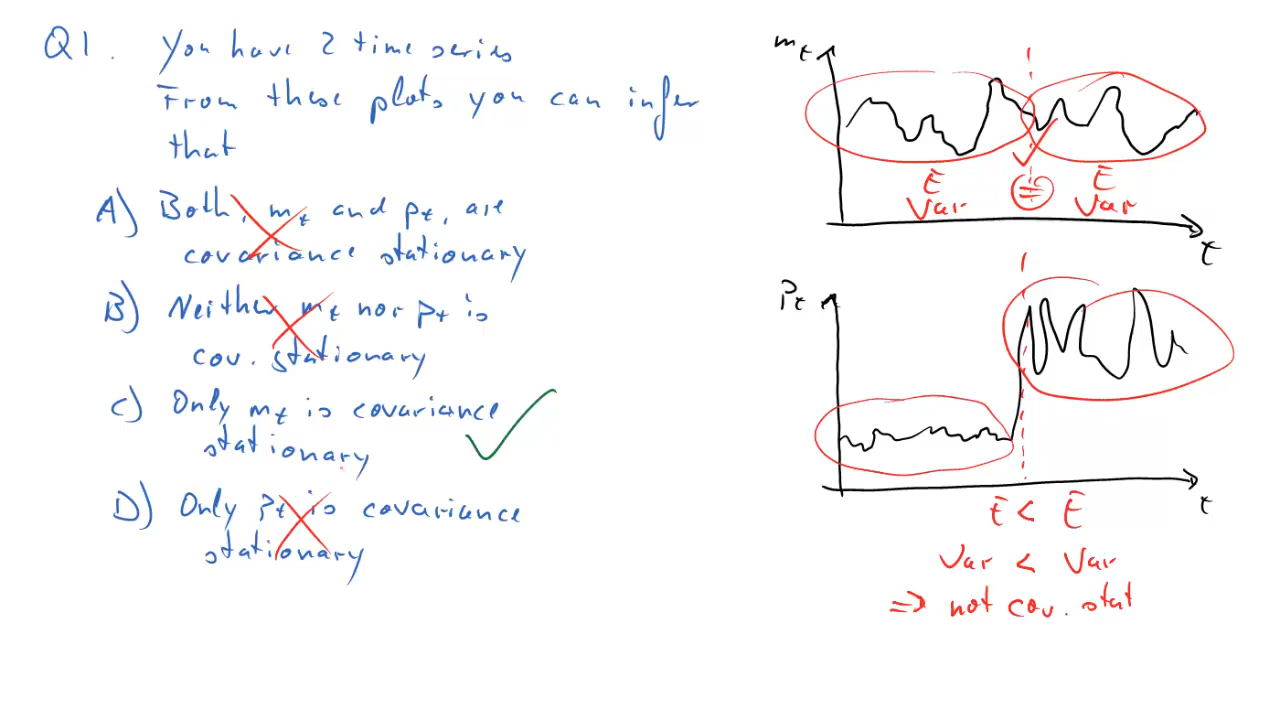 Q1. You have 2 time series
From these plots you can infer
that
A) Both, mt and pt, are
covariance stationary
B) Neither mt nor pt is
cov. stationary
C) Only mt is covariance
stationary
D) Only Pt is covariance
stationary
mt
E = E
Var Var
t
Pt
t
E < E
Var < Var
⇒ not cov. stat